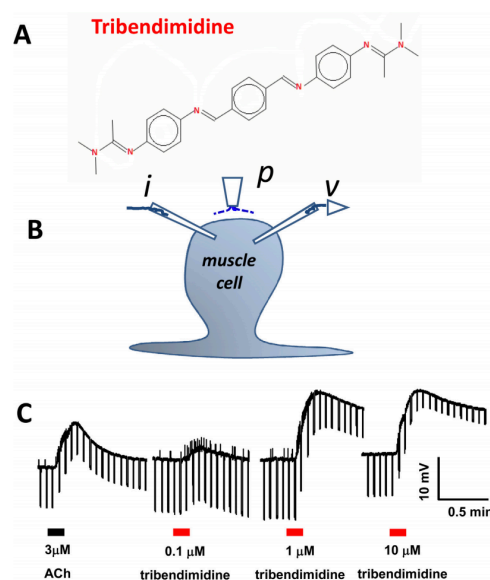 A
Tribendimidine
N
N
N
N
N
N
B
i
p
v
muscle
cell
C
10 mV
0.5 min
3µM
0.1 µM
1 µM
10 µM
ACh
tribendimidine
tribendimidine
tribendimidine